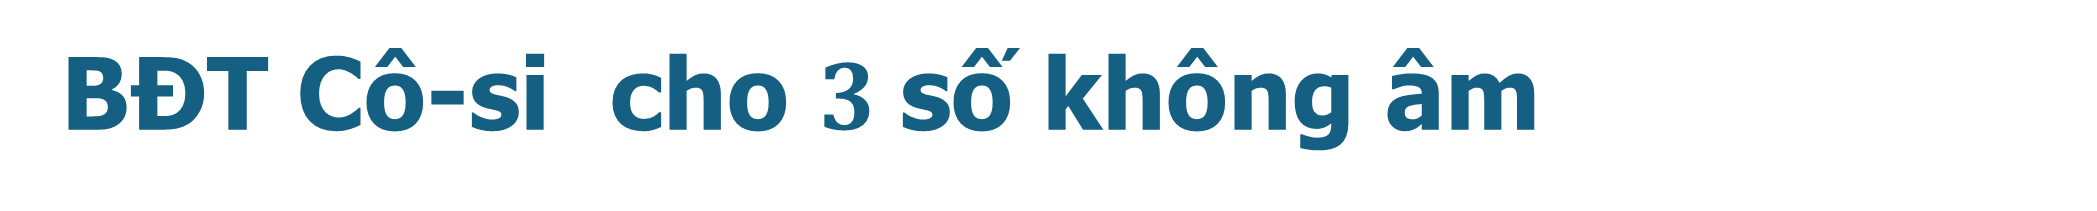 BĐT Cô-si cho 3 số không âm